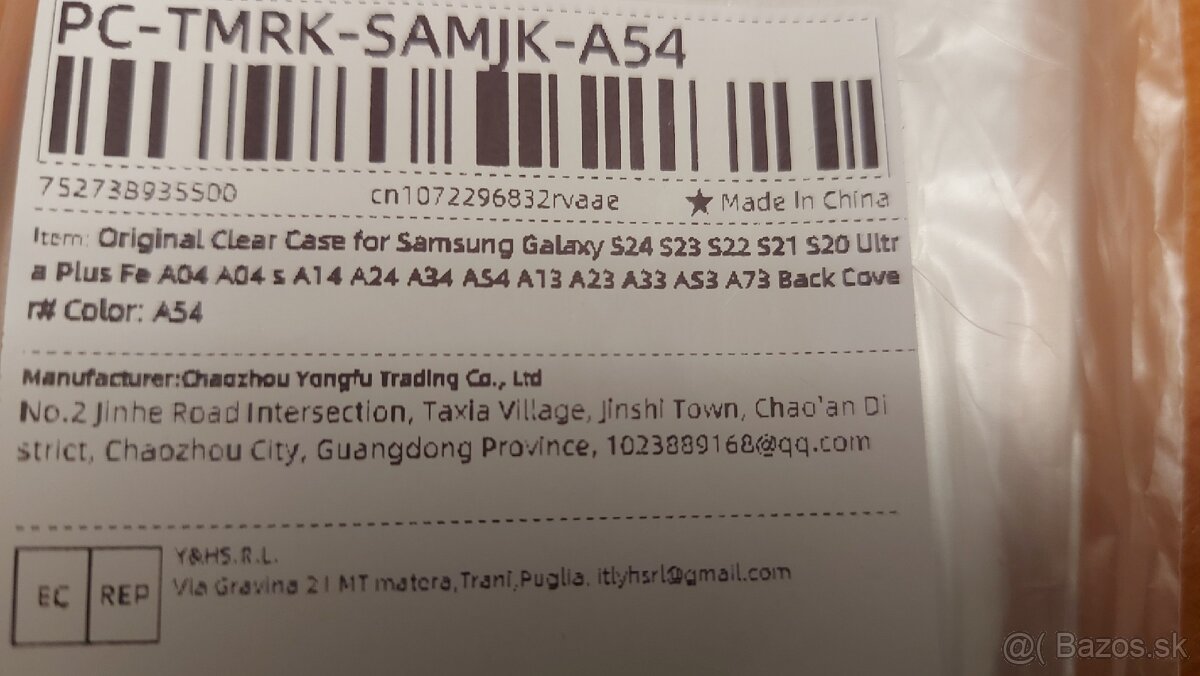 PC-TMRK-SAMJK-A54
752738935500
cn1072296832rvaae
★ Made In China
Item: Original Clear Case for Samsung Galaxy S24 S23 S22 S21 S20 Ultr
a Plus Fe A04 A04 s A14 A24 A34 A54 A13 A23 A33 A53 A73 Back Cove
r# Color: A54
Manufacturer:Chaozhou Yongfu Trading Co., Ltd
No.2 Jinhe Road Intersection, Taxia Village, Jinshi Town, Chao'an Di
strict, Chaozhou City, Guangdong Province, 1023889168@qq.com
EC REP
Y&HS.R.L.
Via Gravina 21 MT matera,Trani,Puglia. itlyhsrl@gmail.com
@( Bazos.sk